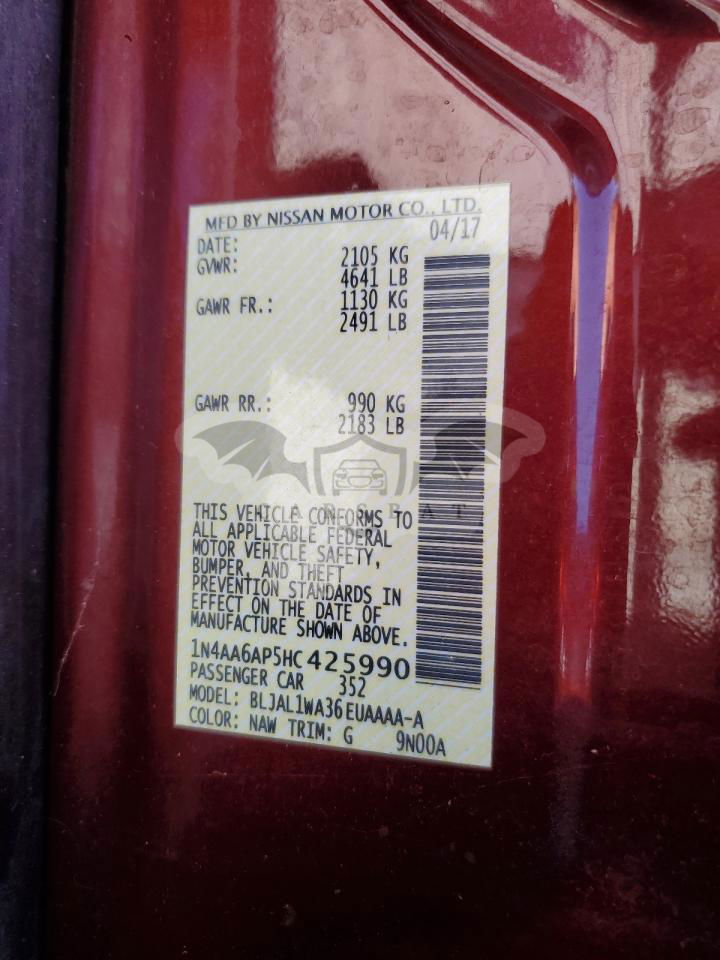 MFD BY NISSAN MOTOR CO., LTD.
DATE: 04/17
GVWR: 2105 KG
4641 LB
GAWR FR.: 1130 KG
2491 LB
GAWR RR.: 990 KG
2183 LB
THIS VEHICLE CONFORMS TO
ALL APPLICABLE FEDERAL
MOTOR VEHICLE SAFETY,
BUMPER, AND THEFT
PREVENTION STANDARDS IN
EFFECT ON THE DATE OF
MANUFACTURE SHOWN ABOVE.
1N4AA6AP5HC425990
PASSENGER CAR 352
MODEL: BLJAL1WA36EUAAAA-A
COLOR: NAW TRIM: G 9N00A